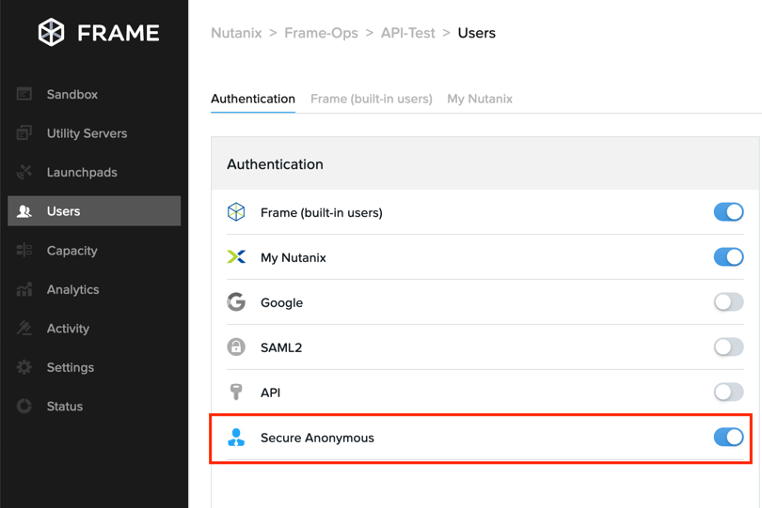 FRAME
Nutanix > Frame-Ops > API-Test > Users
Sandbox
Utility Servers
Launchpads
Users
Capacity
Analytics
Activity
Settings
Status
Authentication Frame (built-in users) My Nutanix
Authentication
Frame (built-in users)
My Nutanix
Google
SAML2
API
Secure Anonymous